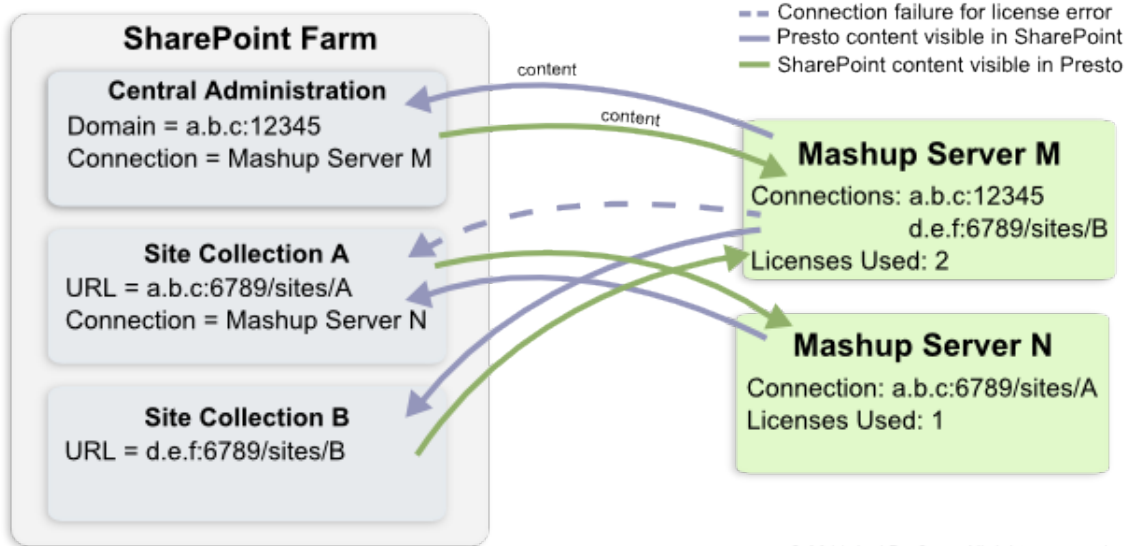 Connection failure for license error
Presto content visible in SharePoint
SharePoint content visible in Presto
SharePoint Farm
Central Administration
Domain = a.b.c:12345
Connection = Mashup Server M
content
content
Site Collection A
URL = a.b.c:6789/sites/A
Connection = Mashup Server N
Site Collection B
URL = d.e.f:6789/sites/B
Mashup Server M
Connections: a.b.c:12345
d.e.f:6789/sites/B
Licenses Used: 2
Mashup Server N
Connection: a.b.c:6789/sites/A
Licenses Used: 1